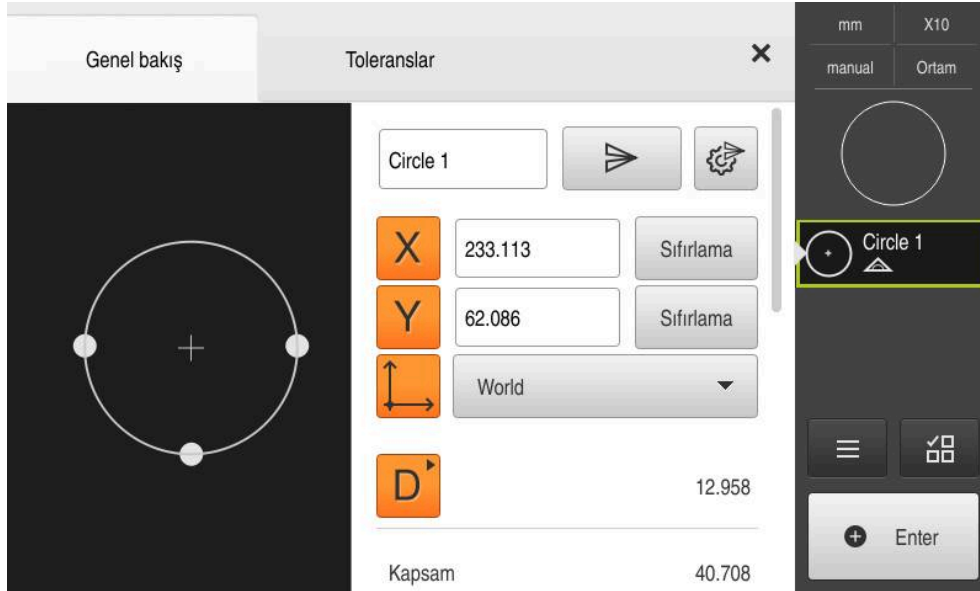 Genel bakış
Toleranslar
×
mm X10
manual Ortam
Circle 1
X 233.113 Sıfırlama
Y 62.086 Sıfırlama
World
D 12.958
Kapsam 40.708
Circle 1
Enter